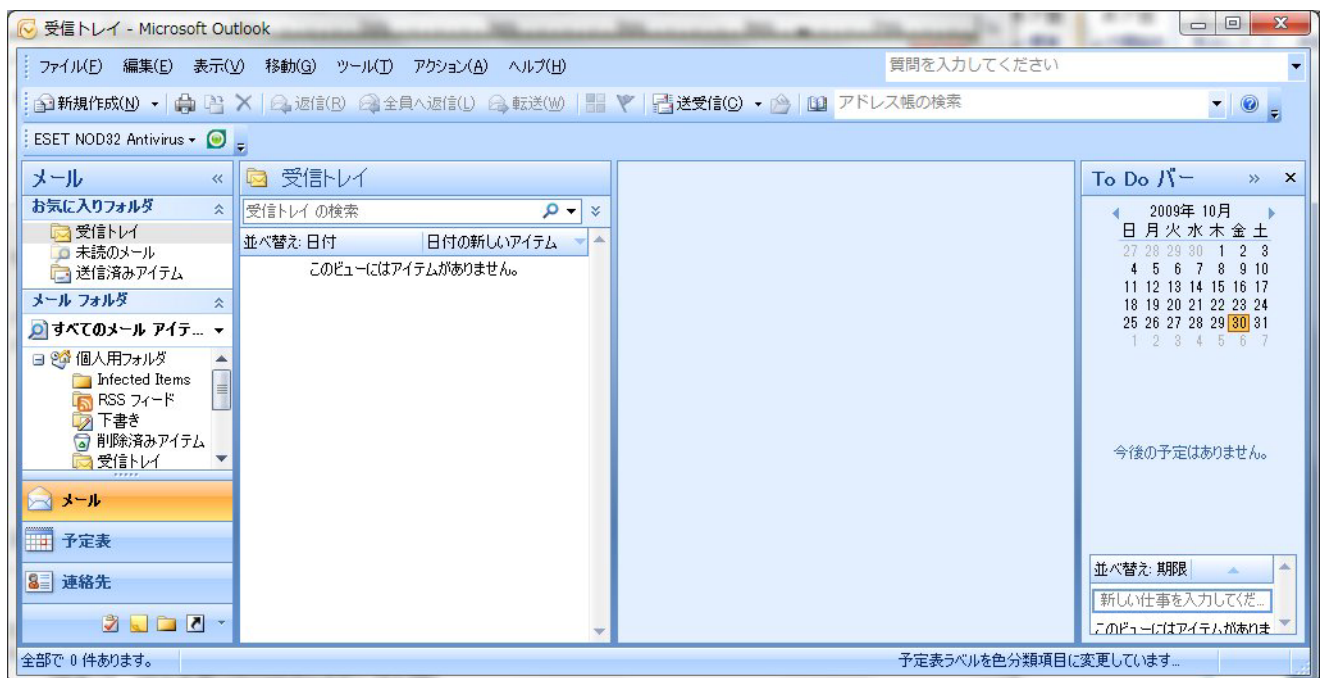 受信トレイ - Microsoft Outlook
ファイル(F) 編集(E) 表示(V) 移動(G) ツール(T) アクション(A) ヘルプ(H) 質問を入力してください
新規作成(N) 返信(R) 全員へ返信(L) 転送(W) 送受信(C) アドレス帳の検索
ESET NOD32 Antivirus
メール
お気に入りフォルダ
受信トレイ
未読のメール
送信済みアイテム
メール フォルダ
すべてのメール アイテ...
個人用フォルダ
Infected Items
RSS フィード
下書き
削除済みアイテム
受信トレイ
メール
予定表
連絡先
受信トレイ
受信トレイ の検索
並べ替え: 日付 日付の新しいアイテム
このビューにはアイテムがありません。
To Do バー
2009年 10月
日 月 火 水 木 金 土
27 28 29 30 1 2 3
4 5 6 7 8 9 10
11 12 13 14 15 16 17
18 19 20 21 22 23 24
25 26 27 28 29 30 31
1 2 3 4 5 6 7
今後の予定はありません。
並べ替え: 期限
新しい仕事を入力してくだ...
このビューにはアイテムがありま
全部で 0 件あります。 予定表ラベルを色分類項目に変更しています...